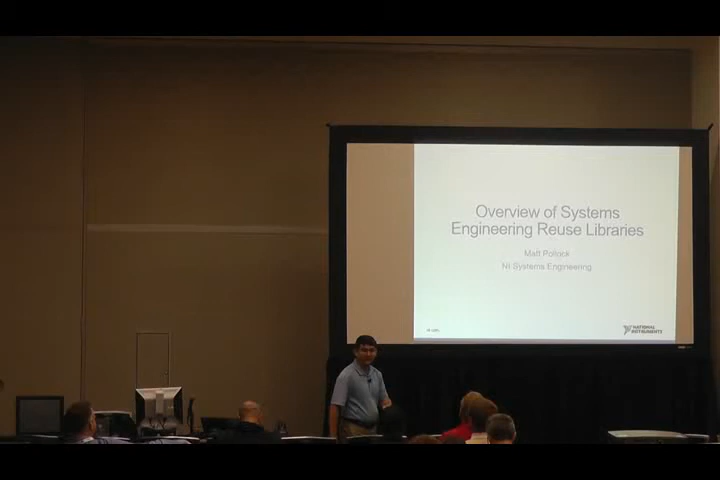 Overview of Systems
Engineering Reuse Libraries
Matt Pollock
NI Systems Engineering
NATIONAL
INSTRUMENTS